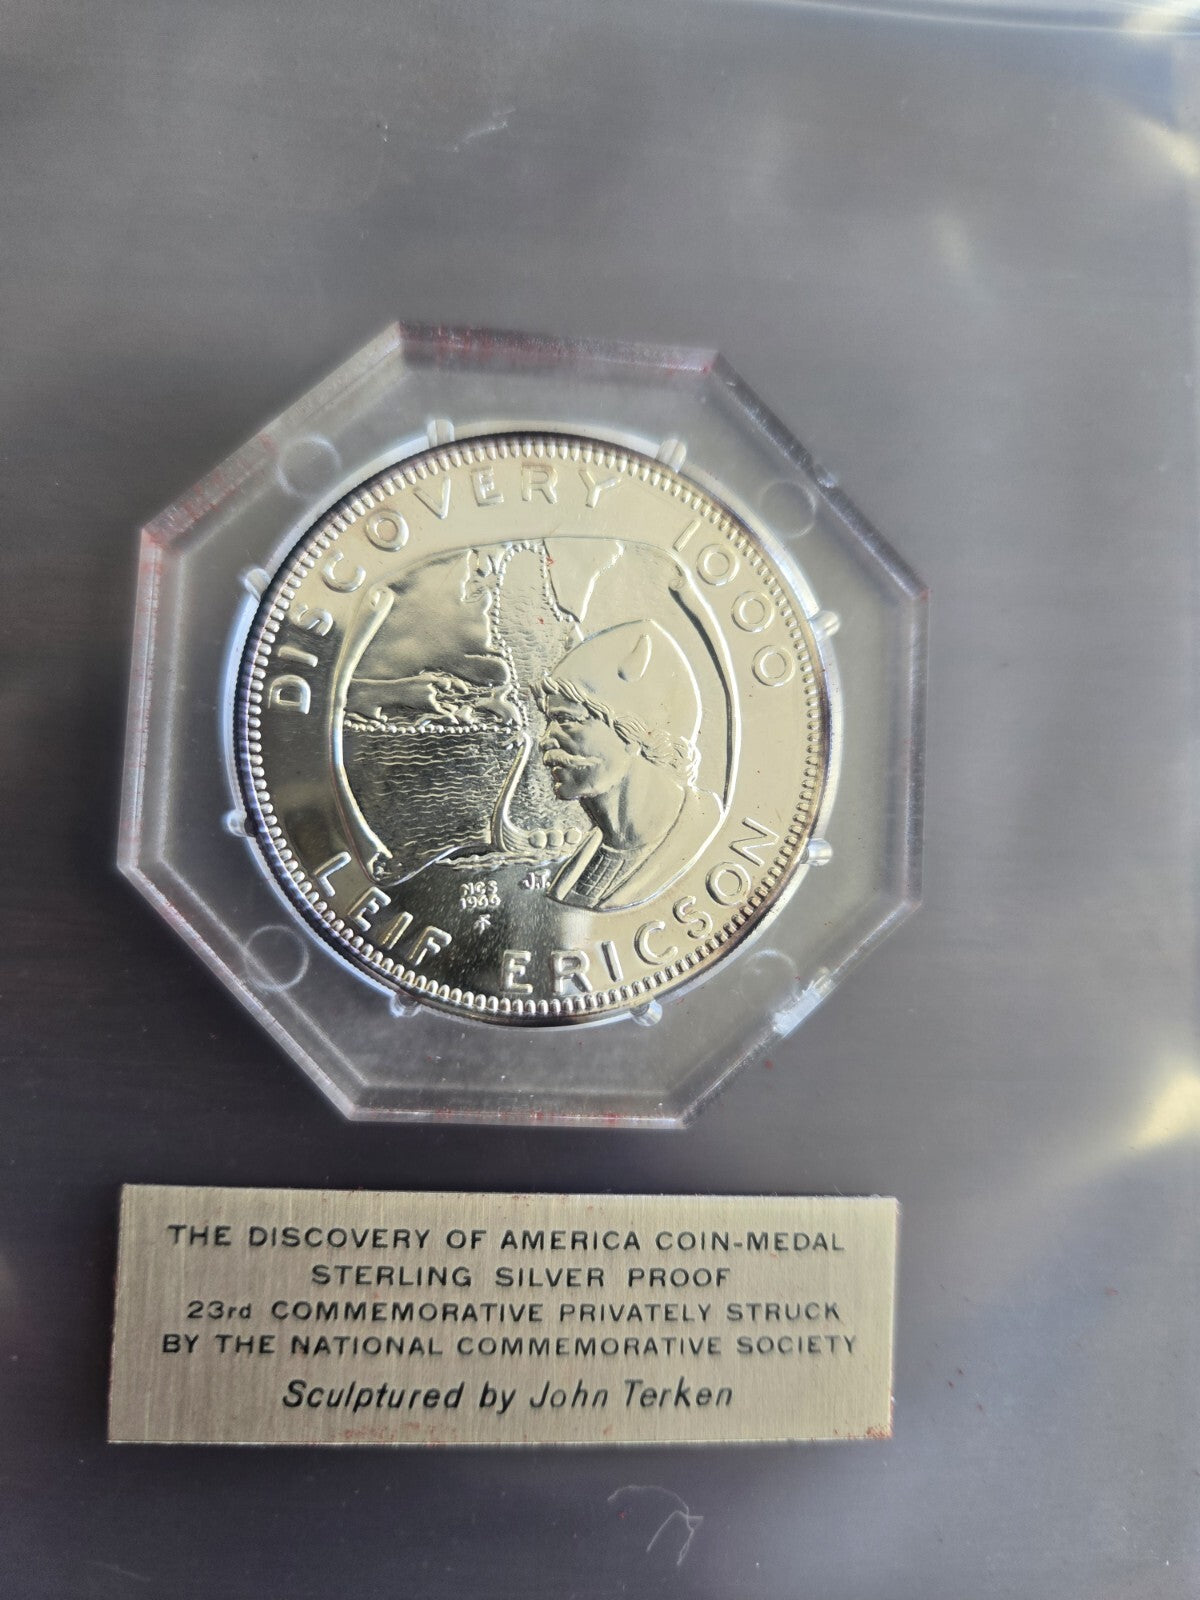 DISCOVERY 1000
NCS J.T.
1966
LEIF ERICSON
THE DISCOVERY OF AMERICA COIN-MEDAL
STERLING SILVER PROOF
23rd COMMEMORATIVE PRIVATELY STRUCK
BY THE NATIONAL COMMEMORATIVE SOCIETY
Sculptured by John Terken